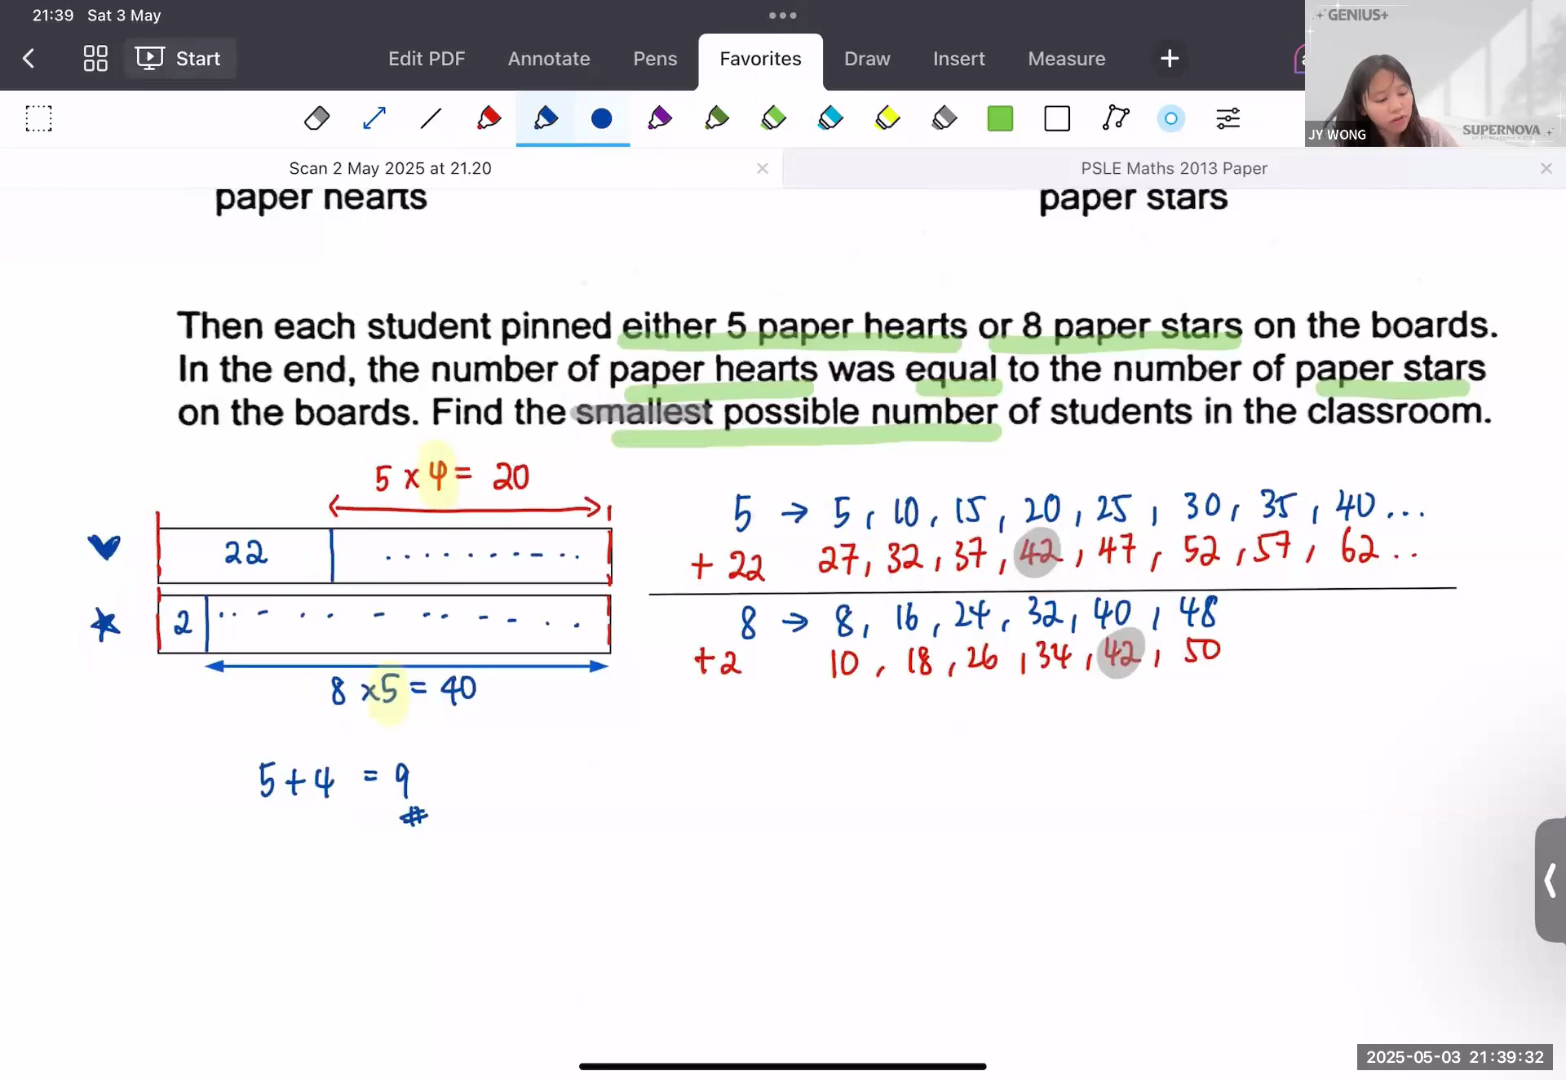 21:39 Sat 3 May
GENIUS+
Start
Edit PDF Annotate Pens Favorites Draw Insert Measure
JY WONG
SUPERNOVA
Scan 2 May 2025 at 21.20
PSLE Maths 2013 Paper
paper hearts
paper stars
Then each student pinned either 5 paper hearts or 8 paper stars on the boards.
In the end, the number of paper hearts was equal to the number of paper stars
on the boards. Find the smallest possible number of students in the classroom.
5 x 4 = 20
22
2
8 x 5 = 40
5 + 4 = 9
5 → 5, 10, 15, 20, 25, 30, 35, 40...
+ 22 27, 32, 37, 42, 47, 52, 57, 62..
8 → 8, 16, 24, 32, 40, 48
+2 10, 18, 26, 34, 42, 50
2025-05-03 21:39:32